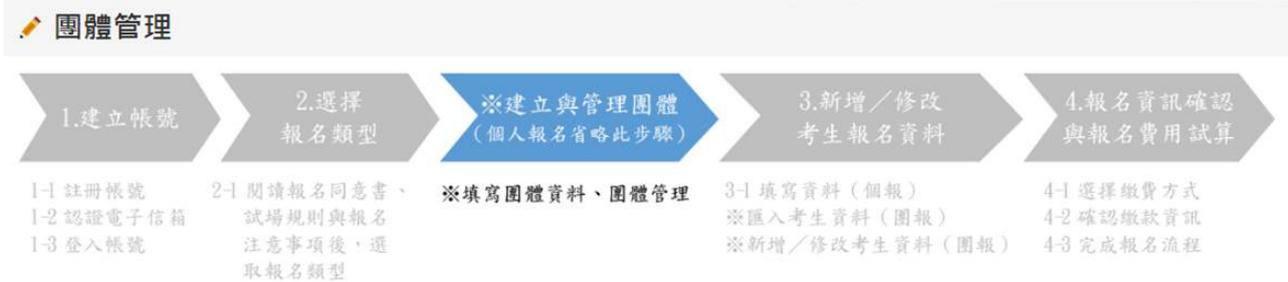 團體管理
1.建立帳號
2.選擇
報名類型
※建立與管理團體
(個人報名省略此步驟)
3.新增／修改
考生報名資料
4.報名資訊確認
與報名費用試算
1-1 註冊帳號
1-2 認證電子信箱
1-3 登入帳號
2-1 閱讀報名同意書、
試場規則與報名
注意事項後，選
取報名類型
※填寫團體資料、團體管理
3-1 填寫資料（個報）
※匯入考生資料（團報）
※新增／修改考生資料（團報）
4-1 選擇繳費方式
4-2 確認繳款資訊
4-3 完成報名流程